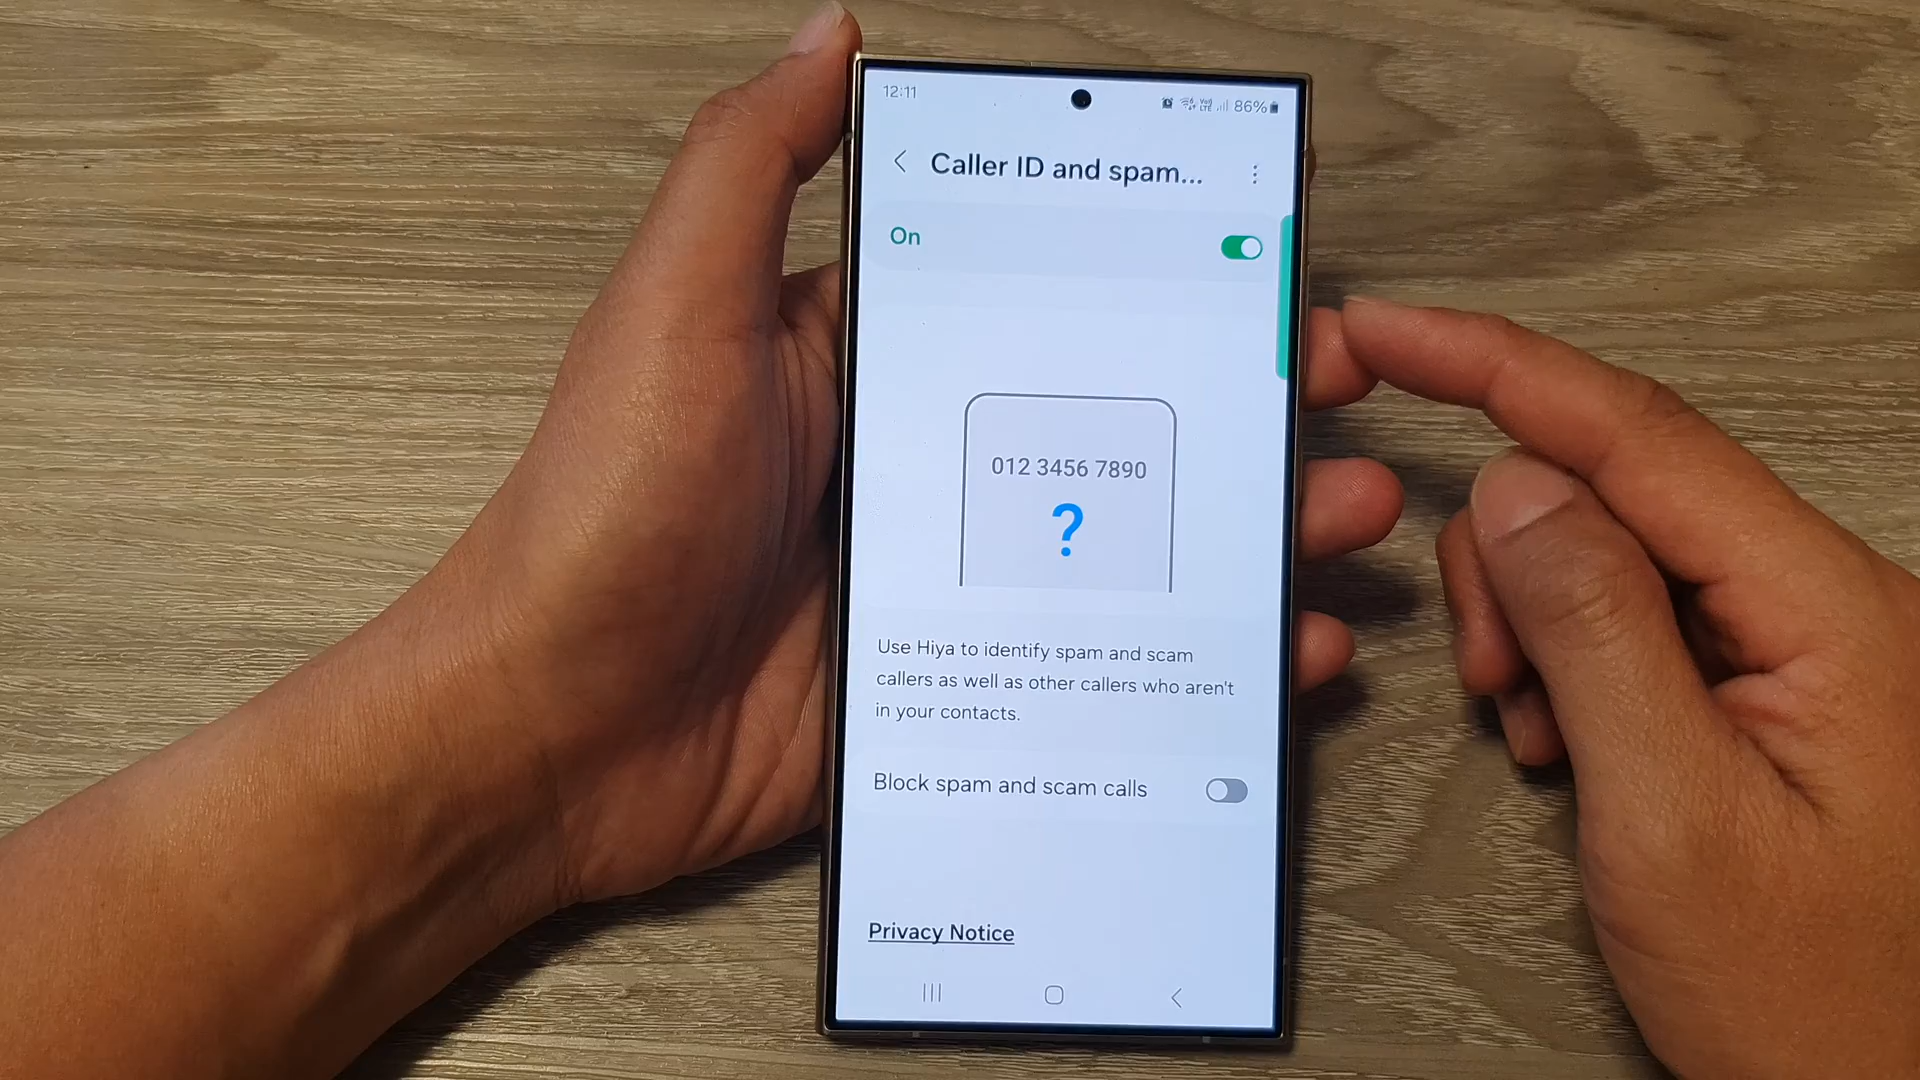 12:11
86%
Caller ID and spam...
On
012 3456 7890
?
Use Hiya to identify spam and scam
callers as well as other callers who aren't
in your contacts.
Block spam and scam calls
Privacy Notice